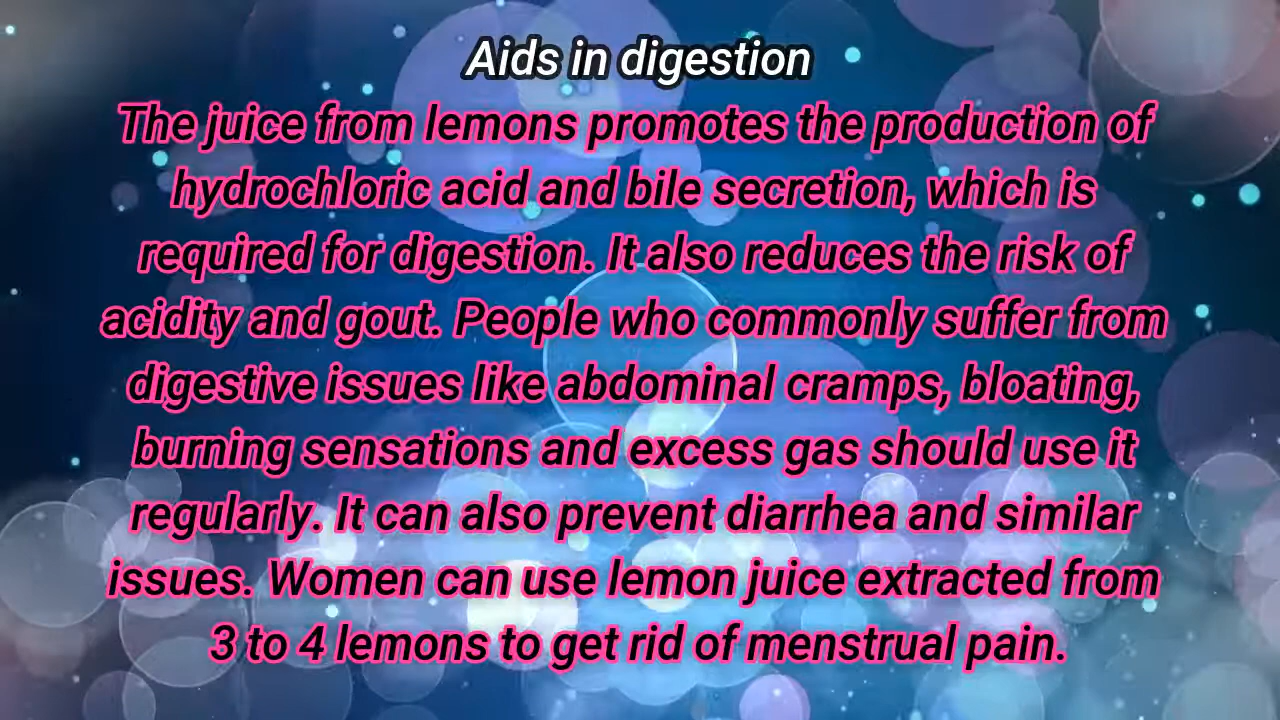 Aids in digestion
The juice from lemons promotes the production of
hydrochloric acid and bile secretion, which is
required for digestion. It also reduces the risk of
acidity and gout. People who commonly suffer from
digestive issues like abdominal cramps, bloating,
burning sensations and excess gas should use it
regularly. It can also prevent diarrhea and similar
issues. Women can use lemon juice extracted from
3 to 4 lemons to get rid of menstrual pain.